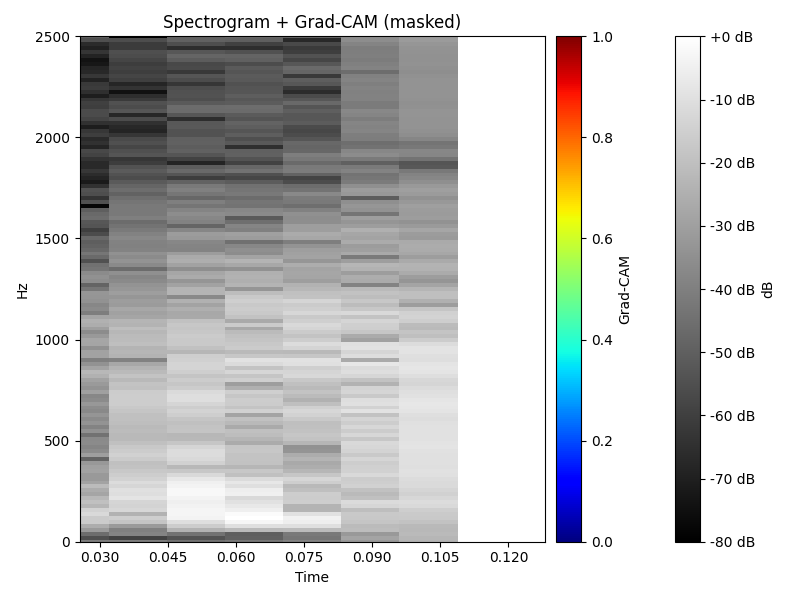 Spectrogram + Grad-CAM (masked)
2500
2000
1500
1000
500
0
Hz
0.030
0.045
0.060
0.075
0.090
0.105
0.120
Time
1.0
0.8
0.6
0.4
0.2
0.0
Grad-CAM
+0 dB
-10 dB
-20 dB
-30 dB
-40 dB
-50 dB
-60 dB
-70 dB
-80 dB
dB